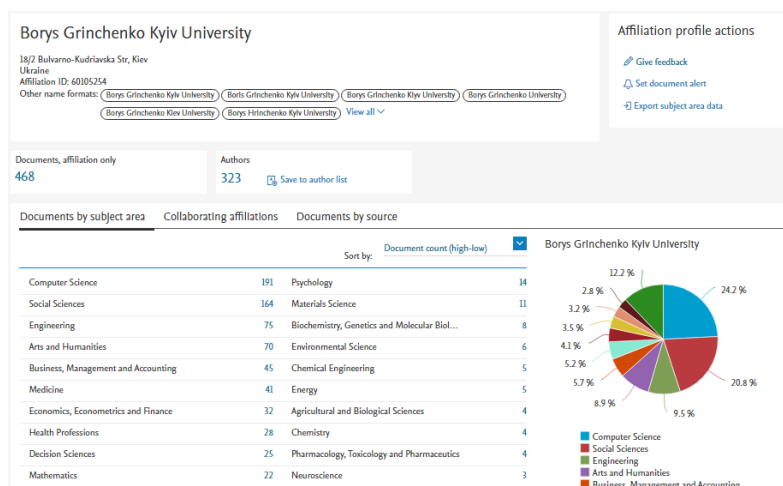 Borys Grinchenko Kyiv University
18/2 Bulvarno-Kudriavska Str, Kiev
Ukraine
Affiliation ID: 60105254
Other name formats: Borys Grinchenko Kyiv University Boris Grinchenko Kyiv University Borys Grinchenko Kiyv University Borys Grinchenko University
Borys Grinchenko Kiev University Borys Hrinchenko Kyiv University View all
Affiliation profile actions
Give feedback
Set document alert
Export subject area data
Documents, affiliation only
468
Authors
323 Save to author list
Documents by subject area Collaborating affiliations Documents by source
Sort by: Document count (high-low)
Computer Science 191 Psychology 14
Social Sciences 164 Materials Science 11
Engineering 75 Biochemistry, Genetics and Molecular Biol... 8
Arts and Humanities 70 Environmental Science 6
Business, Management and Accounting 45 Chemical Engineering 5
Medicine 41 Energy 5
Economics, Econometrics and Finance 32 Agricultural and Biological Sciences 4
Health Professions 28 Chemistry 4
Decision Sciences 25 Pharmacology, Toxicology and Pharmaceutics 4
Mathematics 22 Neuroscience 3
Borys Grinchenko Kyiv University
12.2 %
2.8 %
3.2 %
3.5 %
4.1 %
5.2 %
5.7 %
8.9 %
9.5 %
20.8 %
24.2 %
Computer Science
Social Sciences
Engineering
Arts and Humanities
Business, Management and Accounting